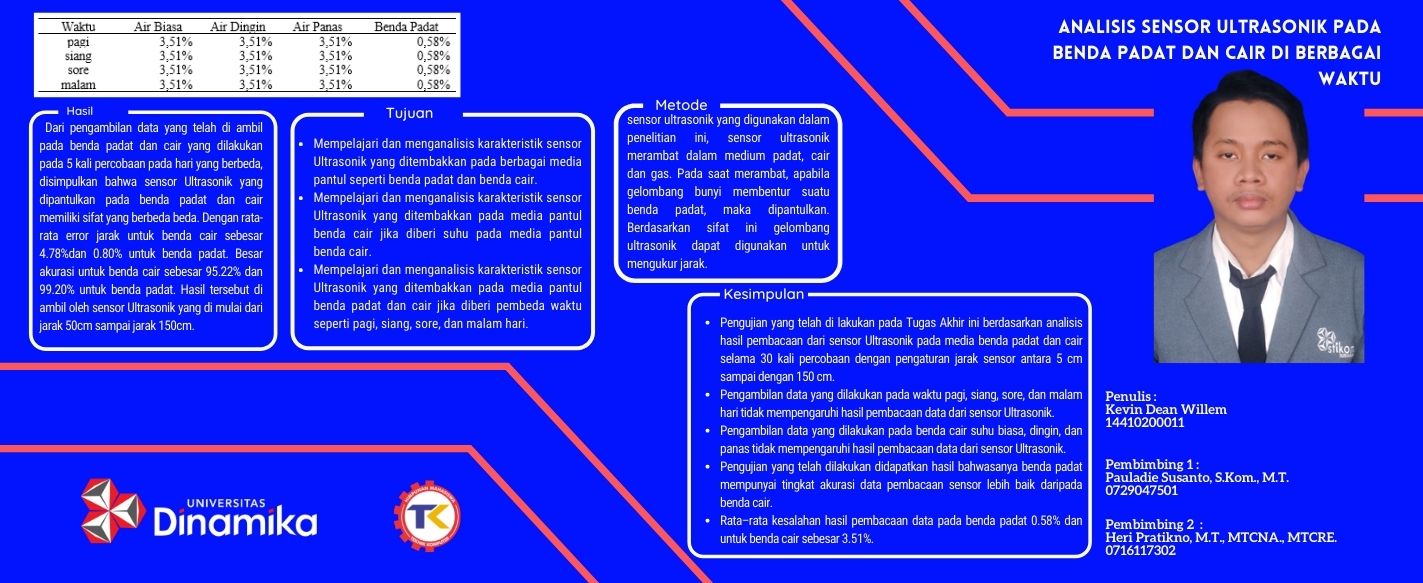 Waktu Air Biasa Air Dingin Air Panas Benda Padat
pagi 3,51% 3,51% 3,51% 0,58%
siang 3,51% 3,51% 3,51% 0,58%
sore 3,51% 3,51% 3,51% 0,58%
malam 3,51% 3,51% 3,51% 0,58%
Hasil
Dari pengambilan data yang telah di ambil
pada benda padat dan cair yang dilakukan
pada 5 kali percobaan pada hari yang berbeda,
disimpulkan bahwa sensor Ultrasonik yang
dipantulkan pada benda padat dan cair
memiliki sifat yang berbeda beda. Dengan rata-
rata error jarak untuk benda cair sebesar
4.78%dan 0.80% untuk benda padat. Besar
akurasi untuk benda cair sebesar 95.22% dan
99.20% untuk benda padat. Hasil tersebut di
ambil oleh sensor Ultrasonik yang di mulai dari
jarak 50cm sampai jarak 150cm.
Tujuan
• Mempelajari dan menganalisis karakteristik sensor
Ultrasonik yang ditembakkan pada berbagai media
pantul seperti benda padat dan benda cair.
• Mempelajari dan menganalisis karakteristik sensor
Ultrasonik yang ditembakkan pada media pantul
benda cair jika diberi suhu pada media pantul
benda cair.
• Mempelajari dan menganalisis karakteristik sensor
Ultrasonik yang ditembakkan pada media pantul
benda padat dan cair jika diberi pembeda waktu
seperti pagi, siang, sore, dan malam hari.
Metode
sensor ultrasonik yang digunakan dalam
penelitian ini, sensor ultrasonik
merambat dalam medium padat, cair
dan gas. Pada saat merambat, apabila
gelombang bunyi membentur suatu
benda padat, maka dipantulkan.
Berdasarkan sifat ini gelombang
ultrasonik dapat digunakan untuk
mengukur jarak.
Kesimpulan
• Pengujian yang telah di lakukan pada Tugas Akhir ini berdasarkan analisis
hasil pembacaan dari sensor Ultrasonik pada media benda padat dan cair
selama 30 kali percobaan dengan pengaturan jarak sensor antara 5 cm
sampai dengan 150 cm.
• Pengambilan data yang dilakukan pada waktu pagi, siang, sore, dan malam
hari tidak mempengaruhi hasil pembacaan data dari sensor Ultrasonik.
• Pengambilan data yang dilakukan pada benda cair suhu biasa, dingin, dan
panas tidak mempengaruhi hasil pembacaan data dari sensor Ultrasonik.
• Pengujian yang telah dilakukan didapatkan hasil bahwasanya benda padat
mempunyai tingkat akurasi data pembacaan sensor lebih baik daripada
benda cair.
• Rata–rata kesalahan hasil pembacaan data pada benda padat 0.58% dan
untuk benda cair sebesar 3.51%.
ANALISIS SENSOR ULTRASONIK PADA
BENDA PADAT DAN CAIR DI BERBAGAI
WAKTU
stikom
Penulis :
Kevin Dean Willem
14410200011
Pembimbing 1 :
Pauladie Susanto, S.Kom., M.T.
0729047501
Pembimbing 2 :
Heri Pratikno, M.T., MTCNA., MTCRE.
0716117302
UNIVERSITAS
Dinamika
HIMPUNAN MAHASISWA
TK
TEKNIK KOMPUTER